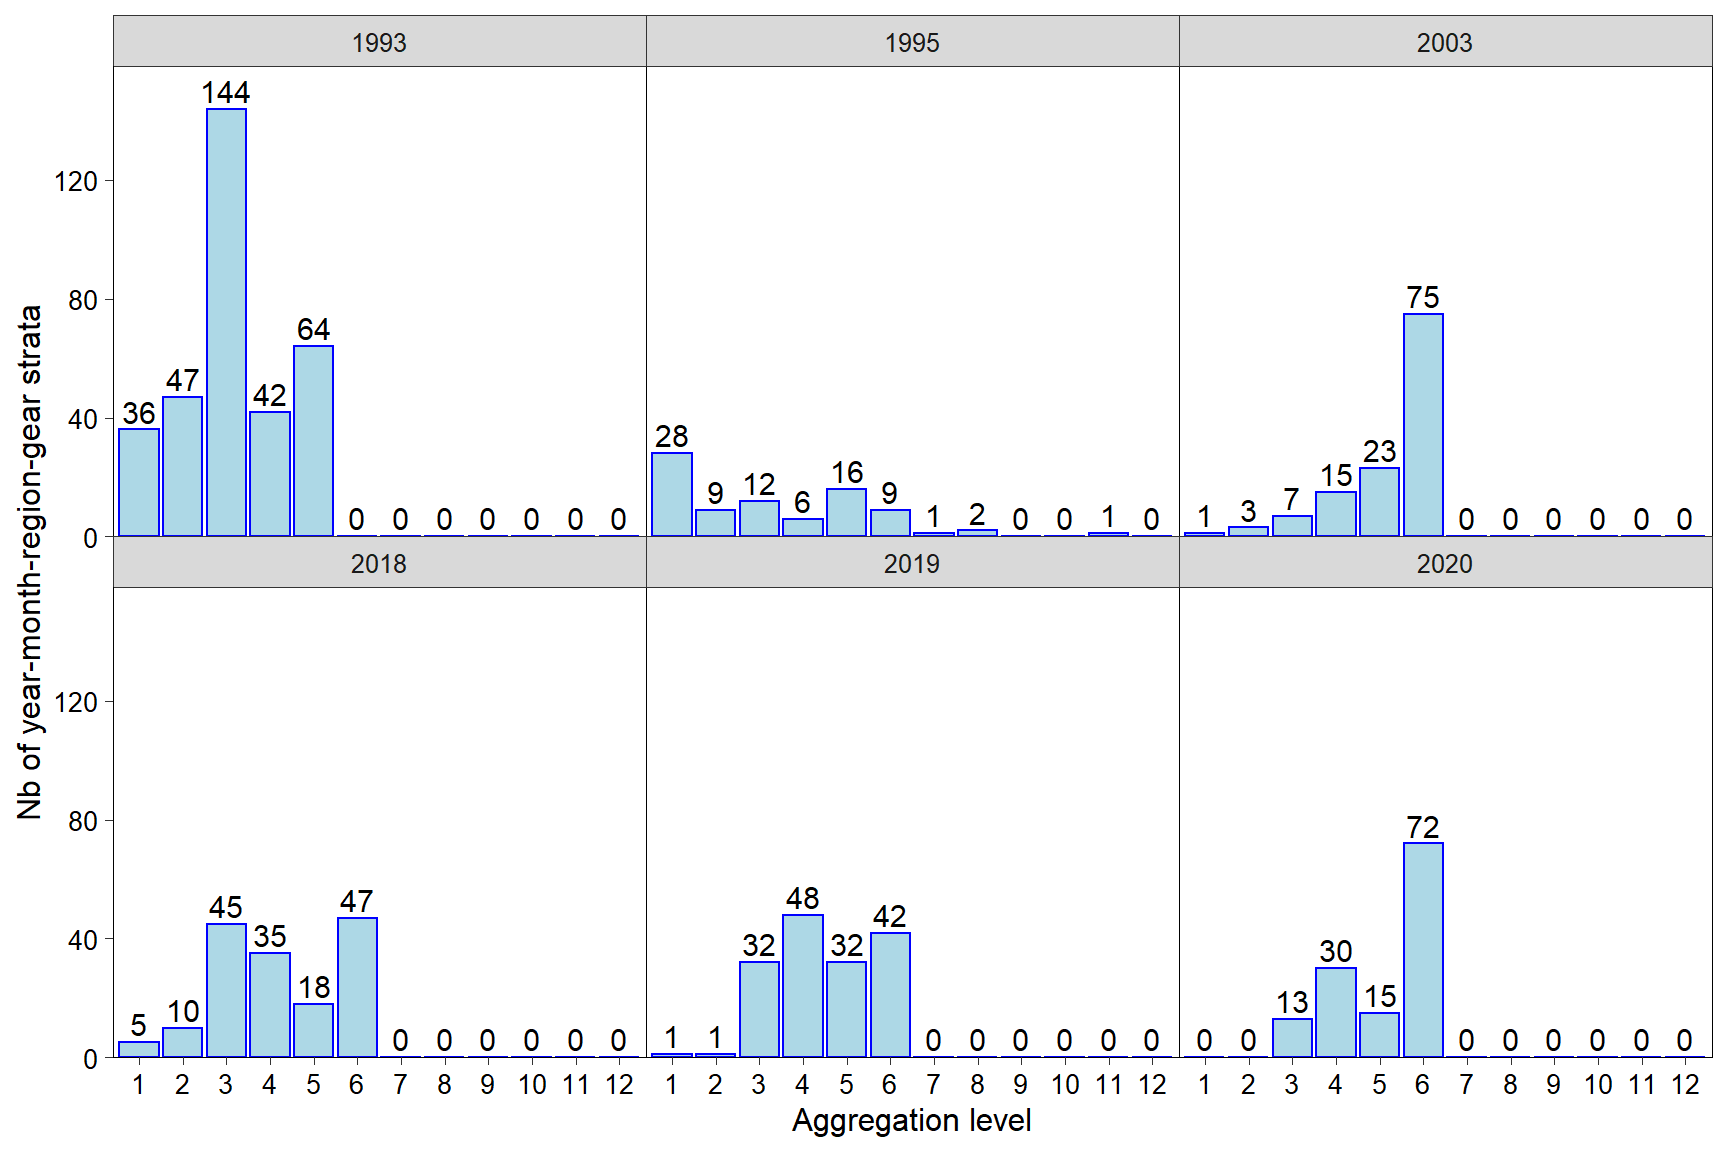 1993 1995 2003
144
120
80 75
64
47
40 42
36
28
23
16 15
12
9 9
6 7
1 2 1 1 3
0 0 0 0 0 0 0 0 0 0 0 0 0 0 0 0 0
0
2018 2019 2020
120
80
72
45 47 48
42
40
35 32 32 30
18 15
10 13
5 1 1
0 0 0 0 0 0 0 0 0 0 0 0 0 0 0 0 0 0 0 0
0
1 2 3 4 5 6 7 8 9 10 11 12 1 2 3 4 5 6 7 8 9 10 11 12 1 2 3 4 5 6 7 8 9 10 11 12
Aggregation level
Nb of year-month-region-gear strata